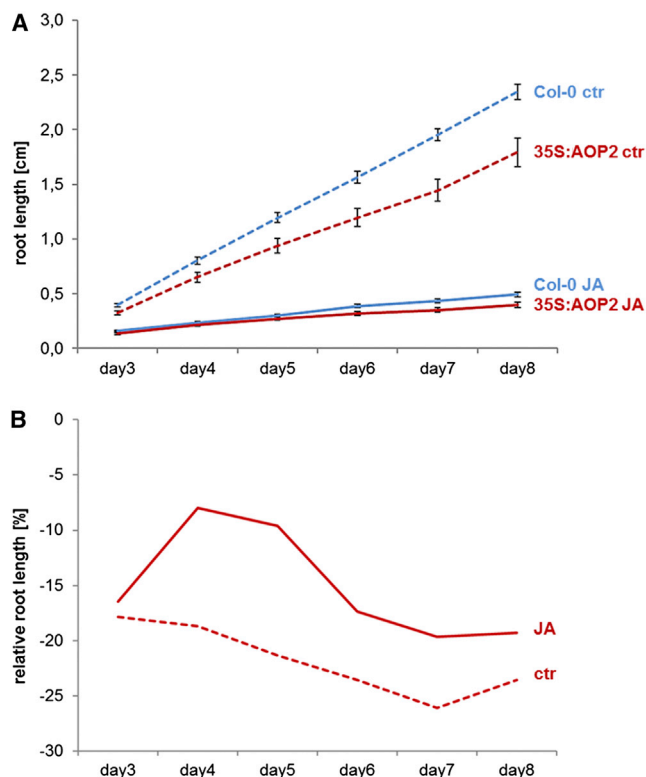 A
root length [cm]
3,0
2,5
2,0
1,5
1,0
0,5
0,0
Col-0 ctr
35S:AOP2 ctr
Col-0 JA
35S:AOP2 JA
day3 day4 day5 day6 day7 day8
B
relative root length [%]
0
-5
-10
-15
-20
-25
-30
JA
ctr
day3 day4 day5 day6 day7 day8